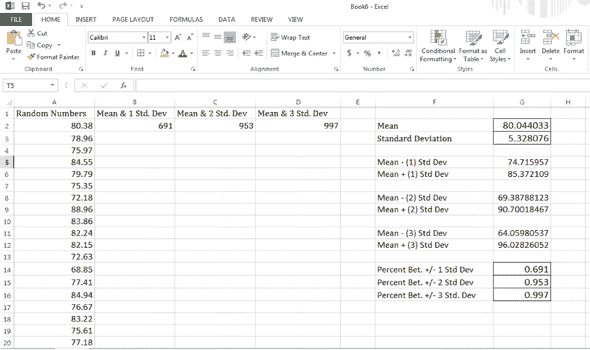 Book6 - Excel
FILE HOME INSERT PAGE LAYOUT FORMULAS DATA REVIEW VIEW
Paste
Cut
Copy
Format Painter
Clipboard
Calibri 11
B I U
Font
Wrap Text
Merge & Center
Alignment
General
$ % ,
Number
Conditional Formatting
Format as Table
Cell Styles
Styles
Insert Delete Format
Cells
T5 fx
A B C D E F G H
1 Random Numbers Mean & 1 Std. Dev Mean & 2 Std. Dev Mean & 3 Std. Dev
2 80.38 691 953 997 Mean 80.044033
3 78.96 Standard Deviation 5.328076
4 75.97
5 84.55 Mean - (1) Std Dev 74.715957
6 79.79 Mean + (1) Std Dev 85.372109
7 75.35
8 72.18 Mean - (2) Std Dev 69.38788123
9 88.96 Mean + (2) Std Dev 90.70018467
10 83.86
11 82.24 Mean - (3) Std Dev 64.05980537
12 82.15 Mean + (3) Std Dev 96.02826052
13 72.63
14 68.85 Percent Bet. +/- 1 Std Dev 0.691
15 77.41 Percent Bet. +/- 2 Std Dev 0.953
16 84.94 Percent Bet. +/- 3 Std. Dev 0.997
17 76.67
18 83.22
19 75.61
20 77.18